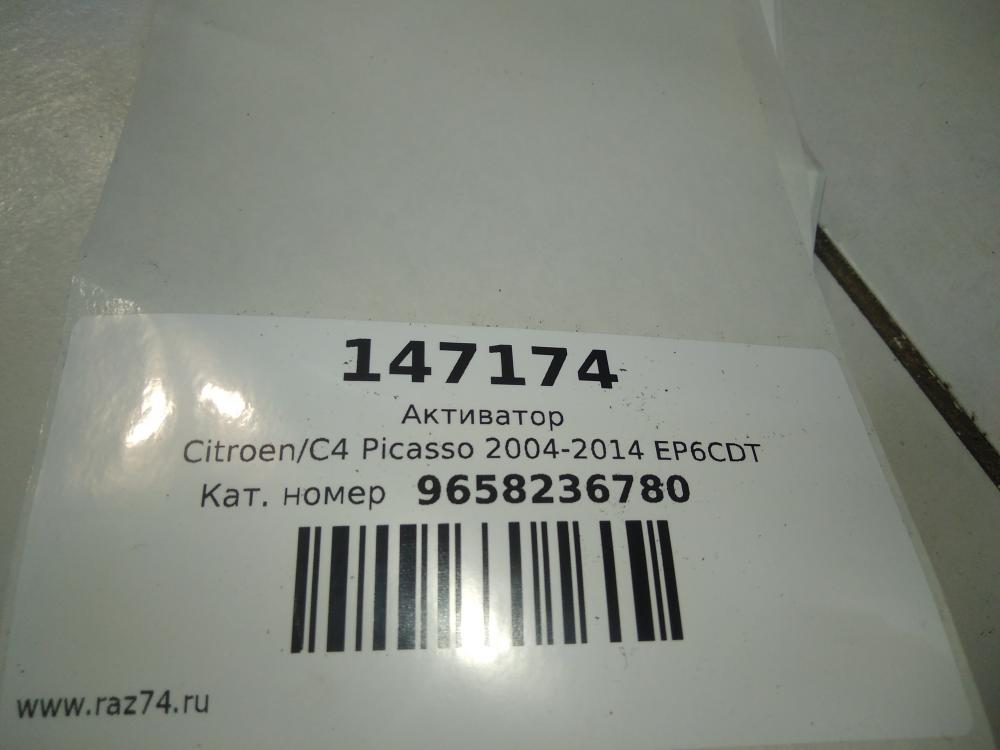 147174
Активатор
Citroen/C4 Picasso 2004-2014 EP6CDT
Кат. номер 9658236780
www.raz74.ru